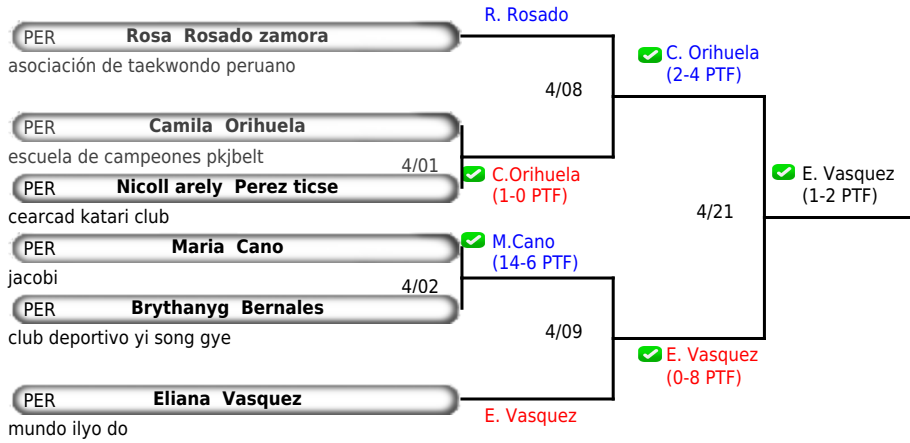 R. Rosado
PER Rosa Rosado zamora
asociación de taekwondo peruano
C. Orihuela
(2-4 PTF)
4/08
PER Camila Orihuela
escuela de campeones pkjbelt
4/01
C.Orihuela
(1-0 PTF)
PER Nicoll arely Perez ticse
cearcad katari club
E. Vasquez
(1-2 PTF)
4/21
PER Maria Cano
jacobi
M.Cano
(14-6 PTF)
4/02
PER Brythanyg Bernales
club deportivo yi song gye
4/09
E. Vasquez
(0-8 PTF)
PER Eliana Vasquez
mundo ilyo do
E. Vasquez